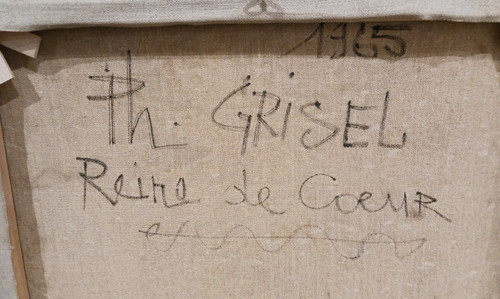 1965
Ph. GRISEL
Reine de Coeur